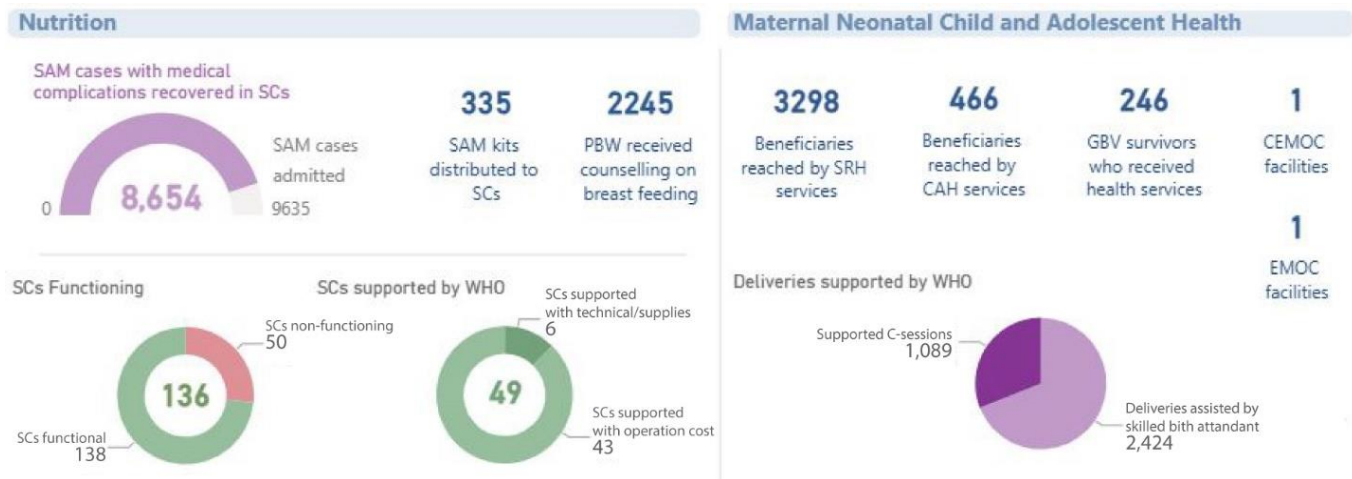 Nutrition
SAM cases with medical
complications recovered in SCs
SAM cases
admitted
0
8,654
9635
335
SAM kits
distributed to
SCs
2245
PBW received
counselling on
breast feeding
SCs Functioning
SCs non-functioning
50
136
SCs functional
138
SCs supported by WHO
SCs supported
with technical/supplies
6
49
SCs supported
with operation cost
43
Maternal Neonatal Child and Adolescent Health
3298
Beneficiaries
reached by SRH
services
466
Beneficiaries
reached by
CAH services
246
GBV survivors
who received
health services
1
CEMOC
facilities
1
EMOC
facilities
Deliveries supported by WHO
Supported C-sessions
1,089
Deliveries assisted by
skilled bith attandant
2,424